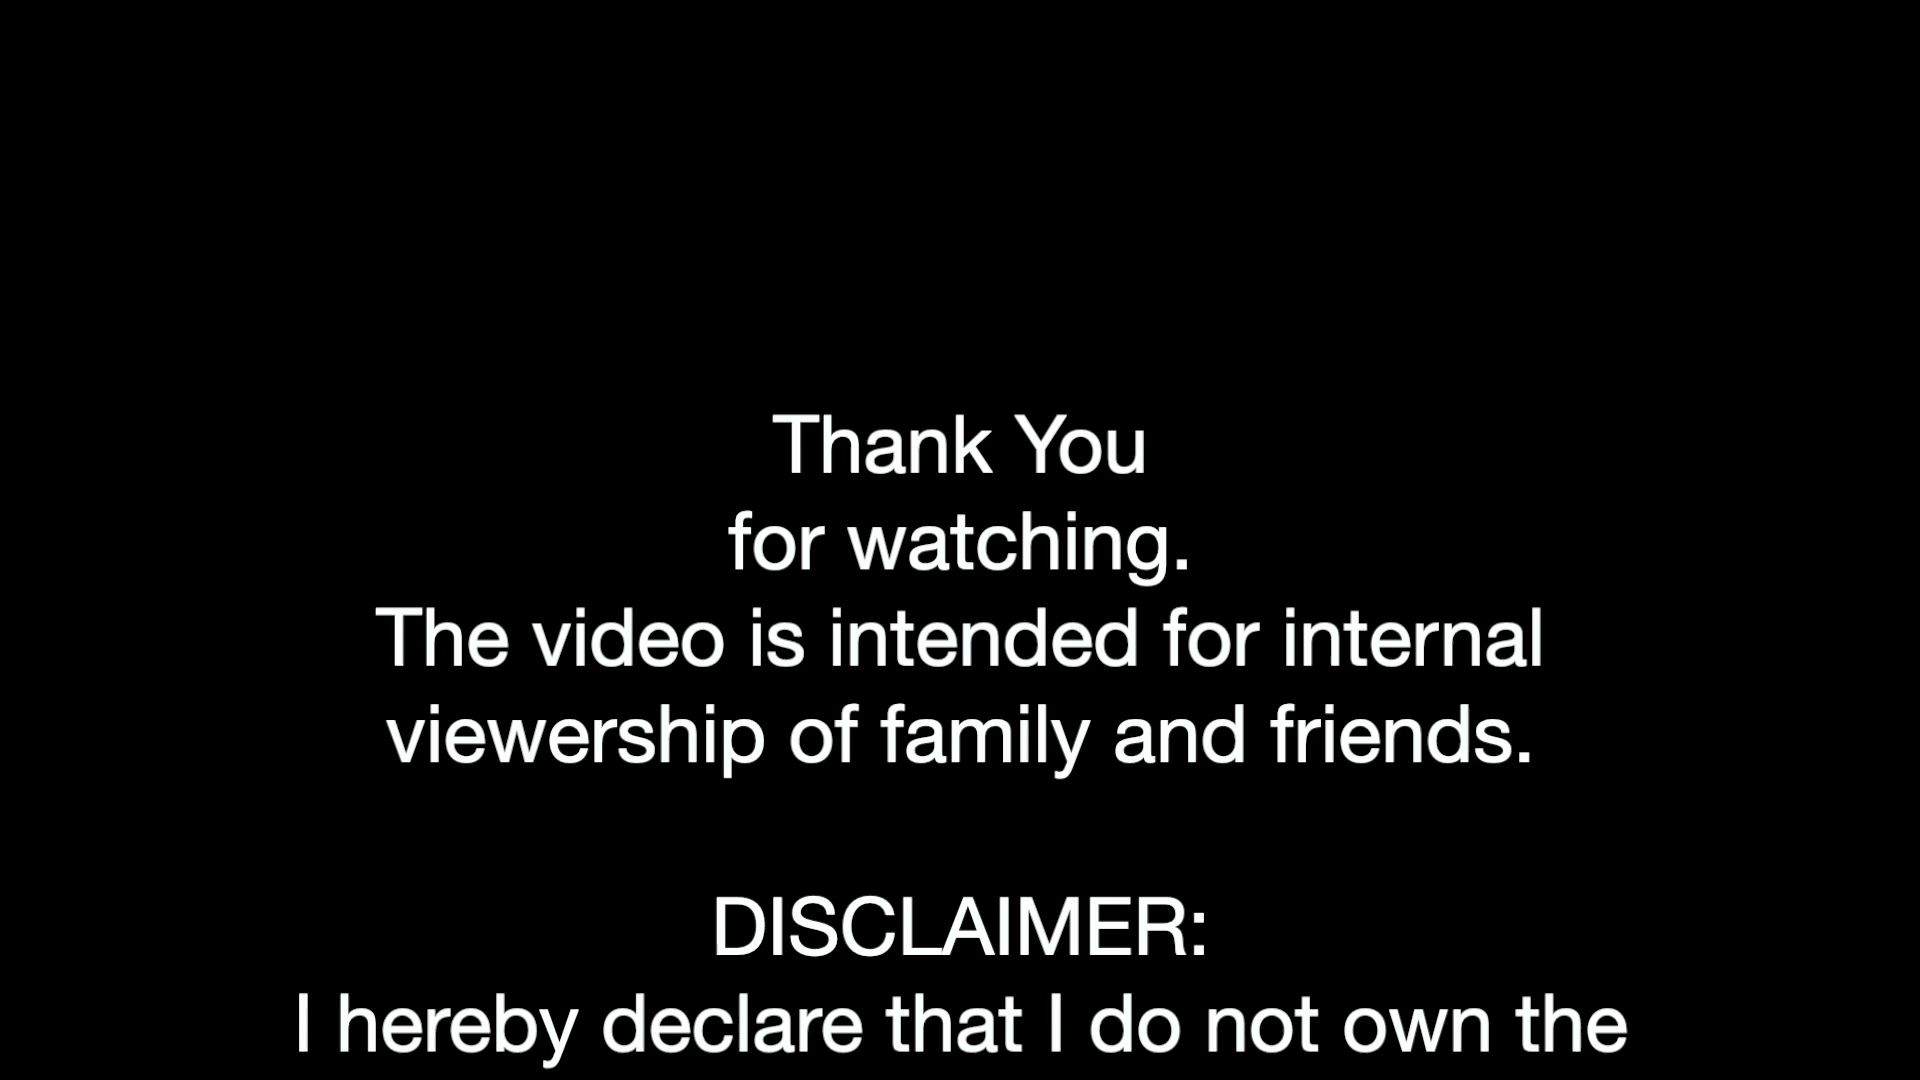 Thank You
for watching.
The video is intended for internal
viewership of family and friends.
DISCLAIMER:
I hereby declare that I do not own the